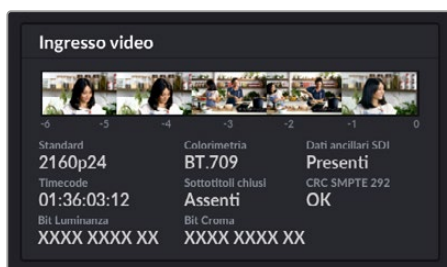 Ingresso video
-6 -5 -4 -3 -2 -1 0
Standard Colorimetria Dati ancillari SDI
2160p24 BT.709 Presenti
Timecode Sottotitoli chiusi CRC SMPTE 292
01:36:03:12 Assenti OK
Bit Luminanza Bit Croma
XXXX XXXX XX XXXX XXXX XX